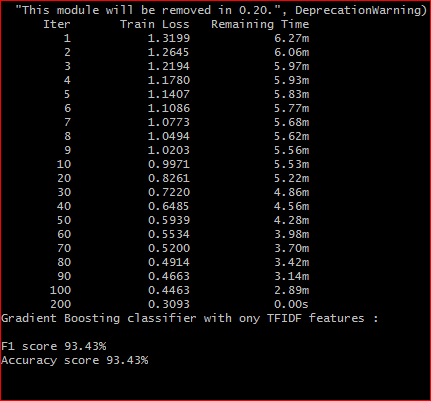 "This module will be removed in 0.20.", DeprecationWarning)
Iter Train Loss Remaining Time
1 1.3199 6.27m
2 1.2645 6.06m
3 1.2194 5.97m
4 1.1780 5.93m
5 1.1407 5.83m
6 1.1086 5.77m
7 1.0773 5.68m
8 1.0494 5.62m
9 1.0203 5.56m
10 0.9971 5.53m
20 0.8261 5.22m
30 0.7220 4.86m
40 0.6485 4.56m
50 0.5939 4.28m
60 0.5534 3.98m
70 0.5200 3.70m
80 0.4914 3.42m
90 0.4663 3.14m
100 0.4463 2.89m
200 0.3093 0.00s
Gradient Boosting classifier with ony TFIDF features :
F1 score 93.43%
Accuracy score 93.43%